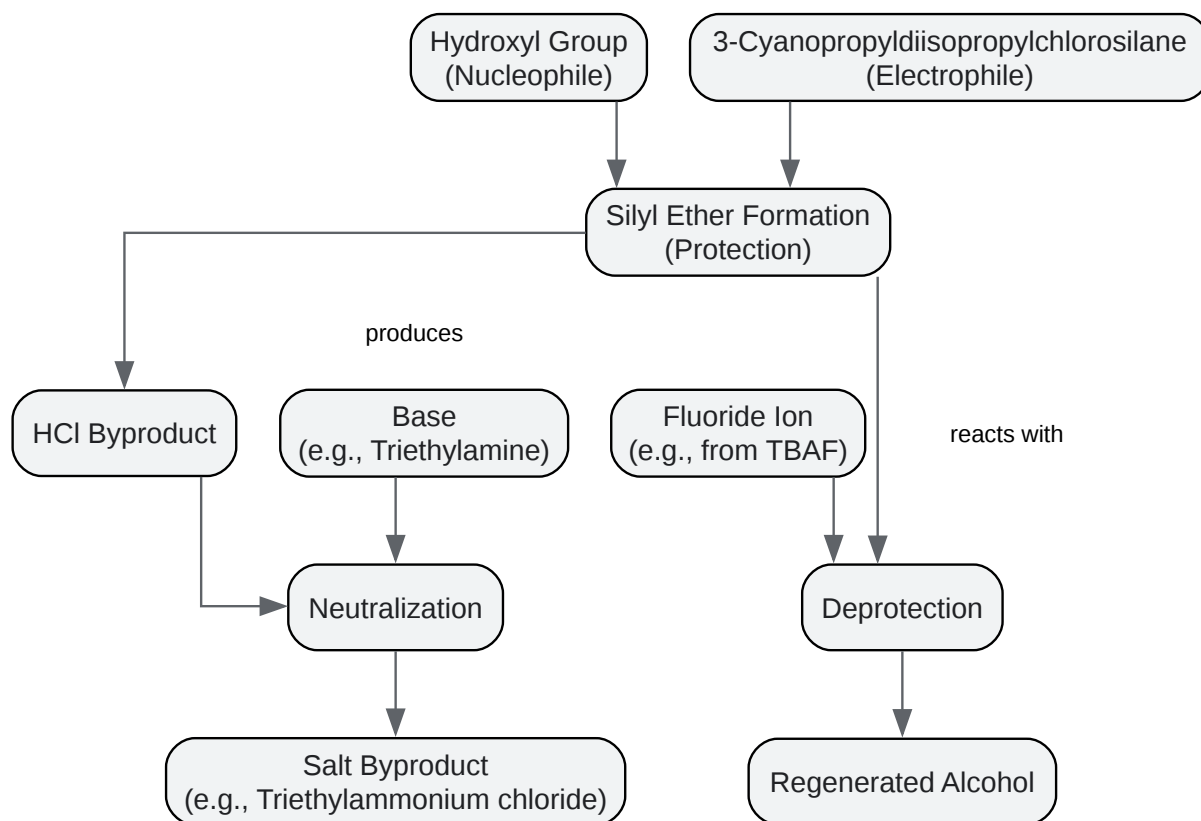 Hydroxyl Group
(Nucleophile)
3-Cyanopropyldiisopropylchlorosilane
(Electrophile)
Silyl Ether Formation
(Protection)
produces
HCl Byproduct
Base
(e.g., Triethylamine)
Fluoride Ion
(e.g., from TBAF)
reacts with
Neutralization
Deprotection
Salt Byproduct
(e.g., Triethylammonium chloride)
Regenerated Alcohol